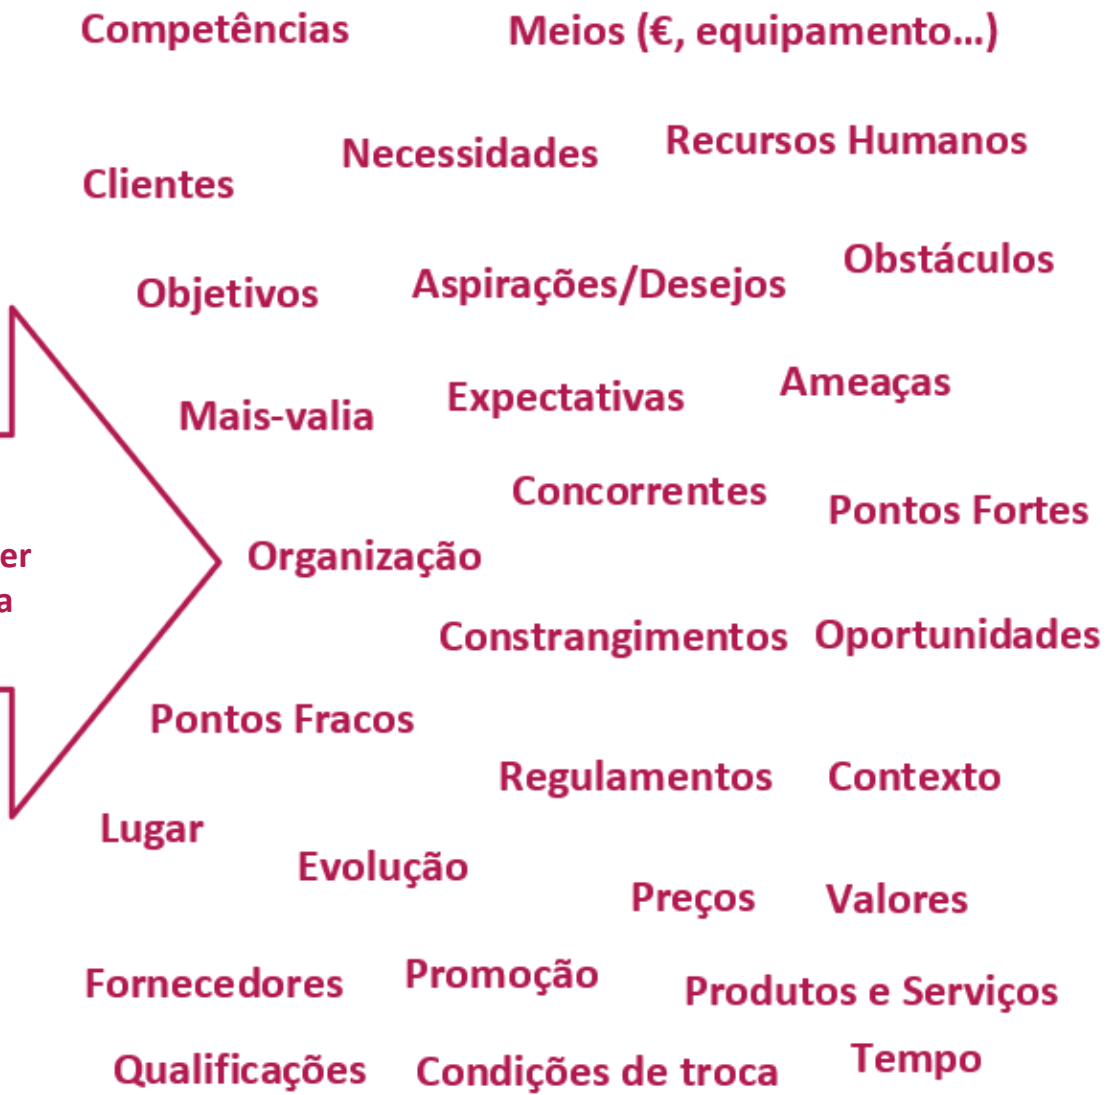 Competências
Meios (€, equipamento...)
Necessidades
Recursos Humanos
Clientes
Obstáculos
Objetivos
Aspirações/Desejos
Ameaças
Mais-valia
Expectativas
Concorrentes
Pontos Fortes
er
a
Organização
Constrangimentos
Oportunidades
Pontos Fracos
Regulamentos
Contexto
Lugar
Evolução
Preços
Valores
Fornecedores
Promoção
Produtos e Serviços
Qualificações
Condições de troca
Tempo